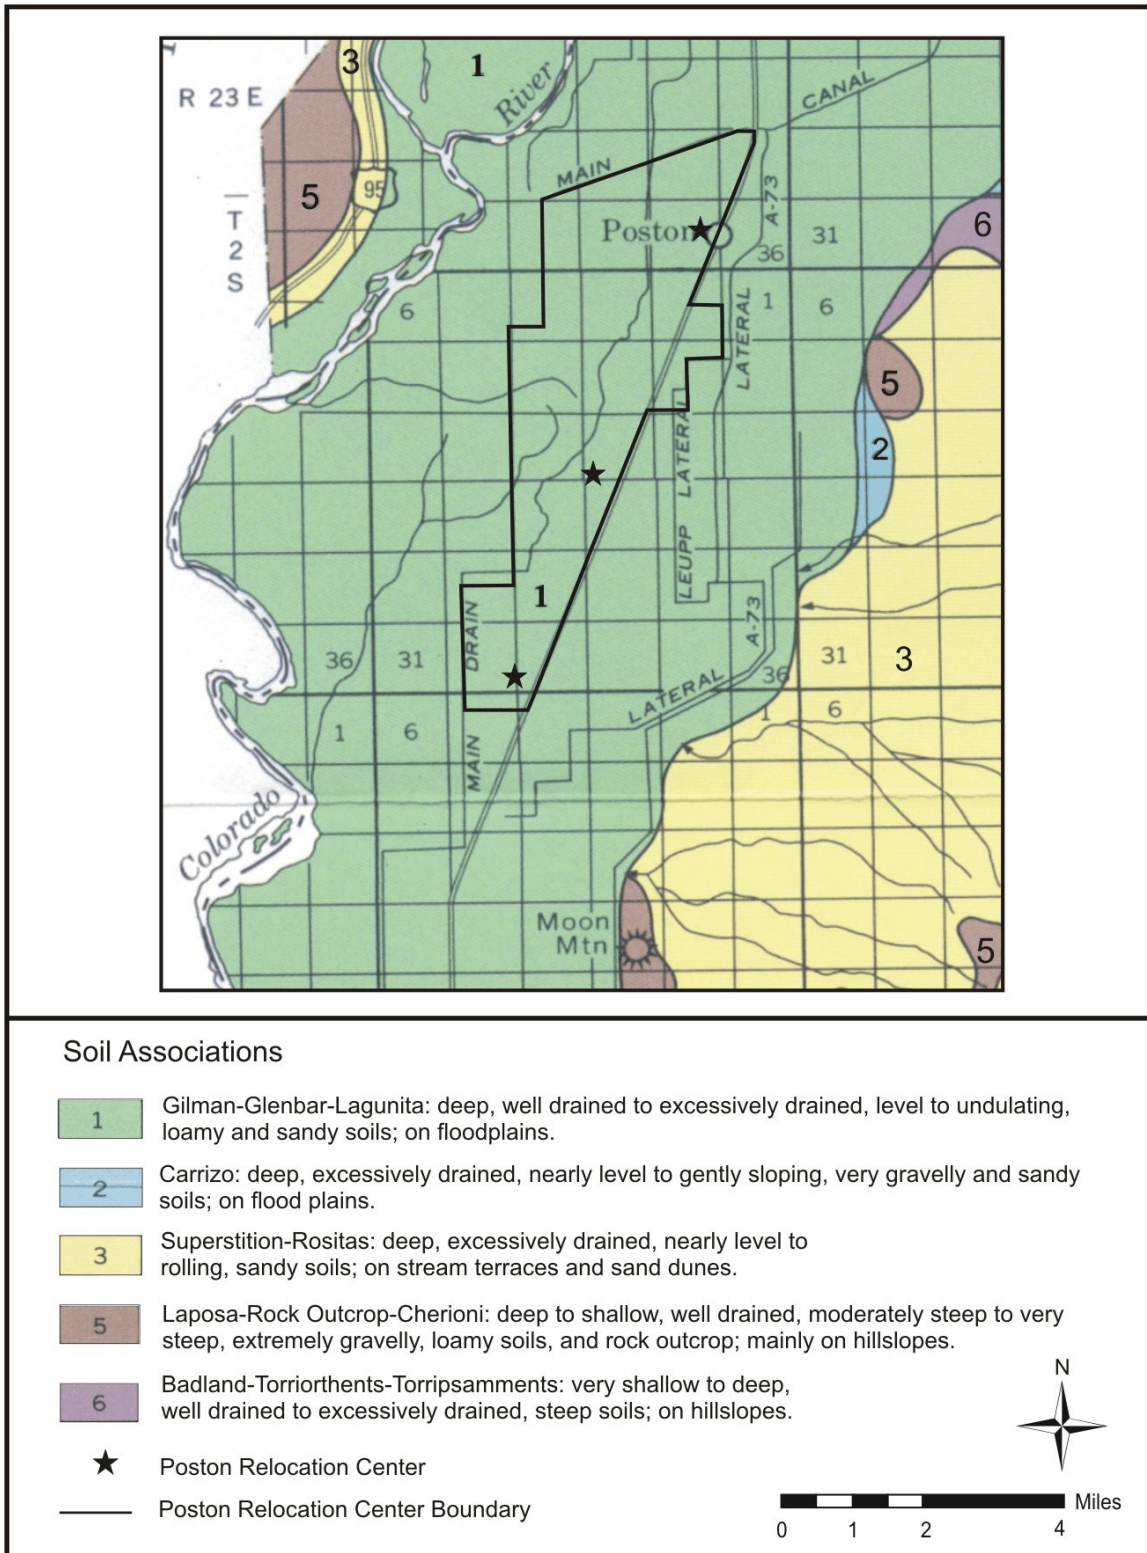 3
1
R 23 E
River
CANAL
MAIN
95
5
A-73
T
2
S
Poston
36
31
6
6
1
6
LATERAL
5
2
LEUPP LATERAL
1
DRAIN
A-73
36
31
36
31
3
LATERAL
1
6
1
6
MAIN
Colorado
Moon
Mtn
5
Soil Associations
1
Gilman-Glenbar-Lagunita: deep, well drained to excessively drained, level to undulating,
loamy and sandy soils; on floodplains.
2
Carrizo: deep, excessively drained, nearly level to gently sloping, very gravelly and sandy
soils; on flood plains.
3
Superstition-Rositas: deep, excessively drained, nearly level to
rolling, sandy soils; on stream terraces and sand dunes.
5
Laposa-Rock Outcrop-Cherioni: deep to shallow, well drained, moderately steep to very
steep, extremely gravelly, loamy soils, and rock outcrop; mainly on hillslopes.
6
Badland-Torriorthents-Torripsamments: very shallow to deep,
well drained to excessively drained, steep soils; on hillslopes.
Poston Relocation Center
Poston Relocation Center Boundary
N
Miles
0 1 2 4